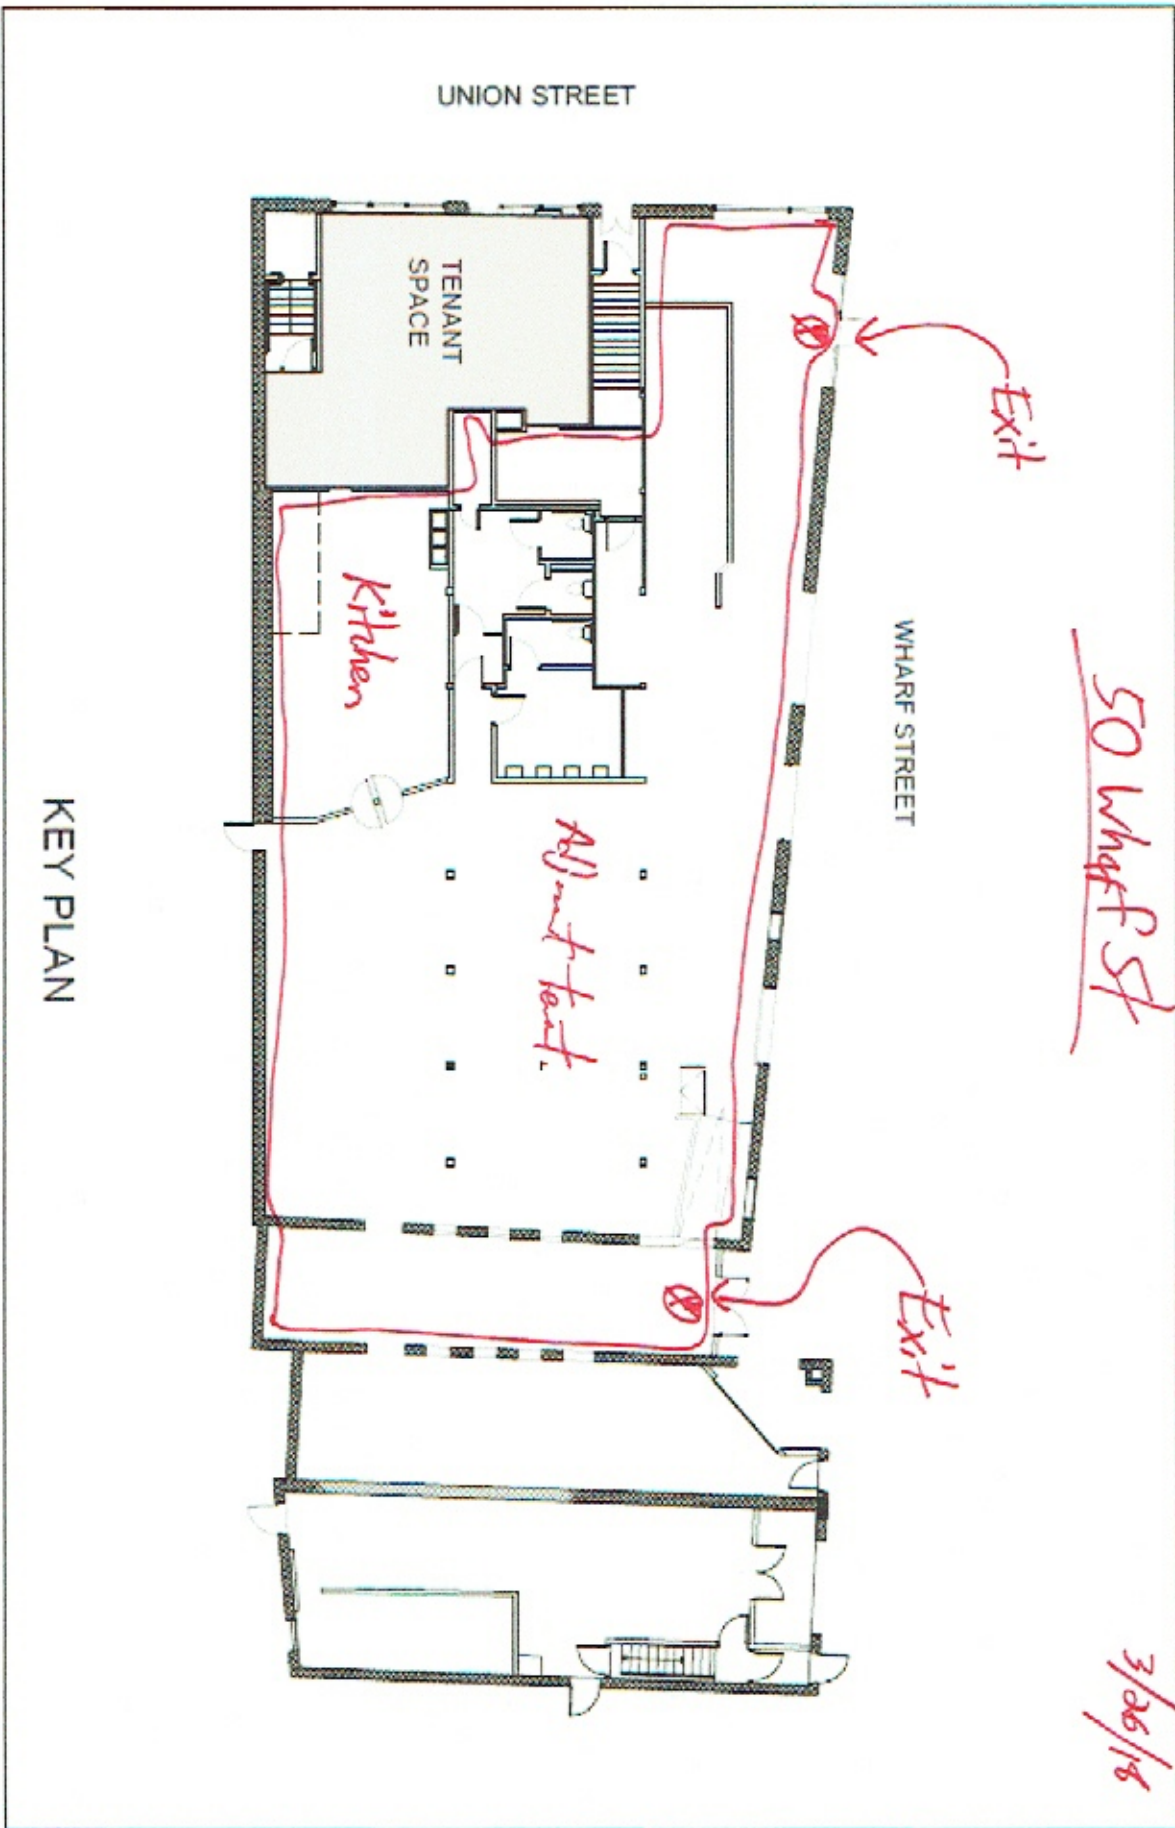 50 Wharf St
3/26/18
UNION STREET
WHARF STREET
Exit
Exit
TENANT
SPACE
Kitchen
KEY PLAN